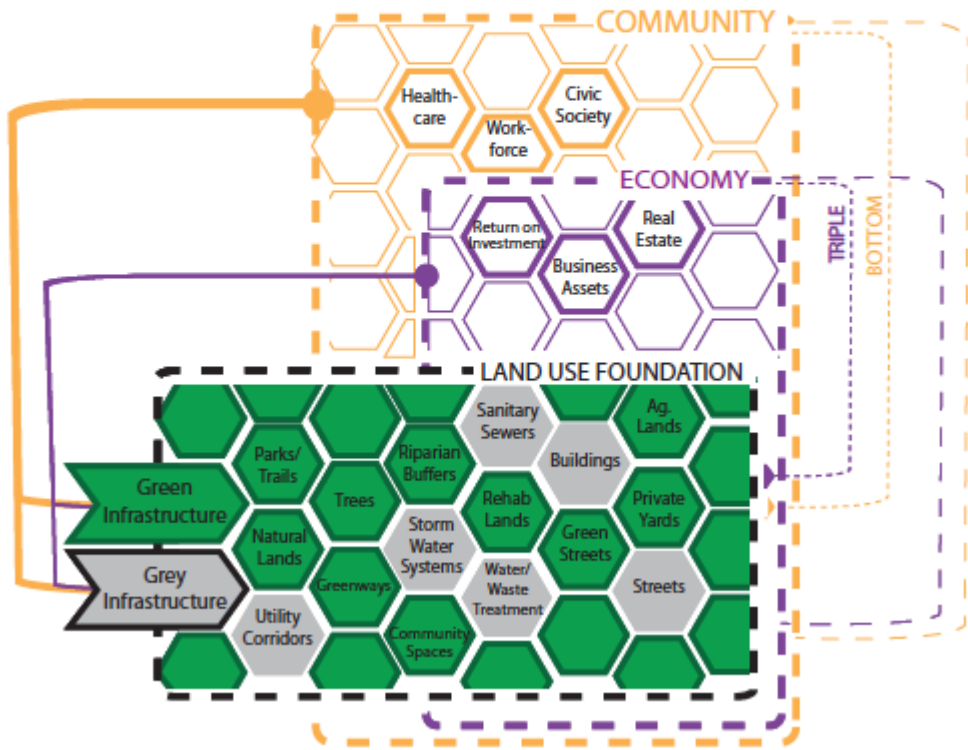 COMMUNITY
Health-
care
Work-
force
Civic
Society
ECONOMY
Return on
Investment
Business
Assets
Real
Estate
TRIPLE
BOTTOM
LAND USE FOUNDATION
Green
Infrastructure
Grey
Infrastructure
Parks/
Trails
Natural
Lands
Utility
Corridors
Trees
Greenways
Riparian
Buffers
Storm
Water
Systems
Community
Spaces
Sanitary
Sewers
Rehab
Lands
Water/
Waste
Treatment
Buildings
Green
Streets
Ag.
Lands
Private
Yards
Streets